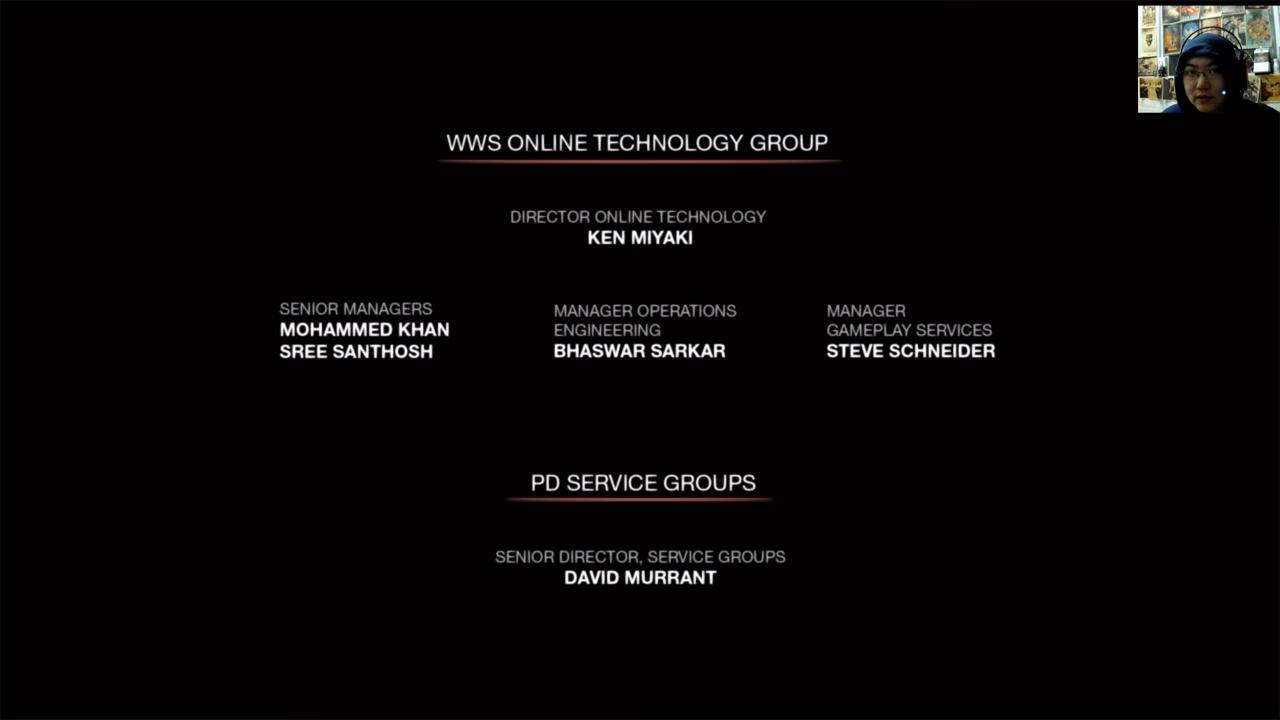 WWS ONLINE TECHNOLOGY GROUP
DIRECTOR ONLINE TECHNOLOGY
KEN MIYAKI
SENIOR MANAGERS
MOHAMMED KHAN
SREE SANTHOSH
MANAGER OPERATIONS
ENGINEERING
BHASWAR SARKAR
MANAGER
GAMEPLAY SERVICES
STEVE SCHNEIDER
PD SERVICE GROUPS
SENIOR DIRECTOR, SERVICE GROUPS
DAVID MURRANT